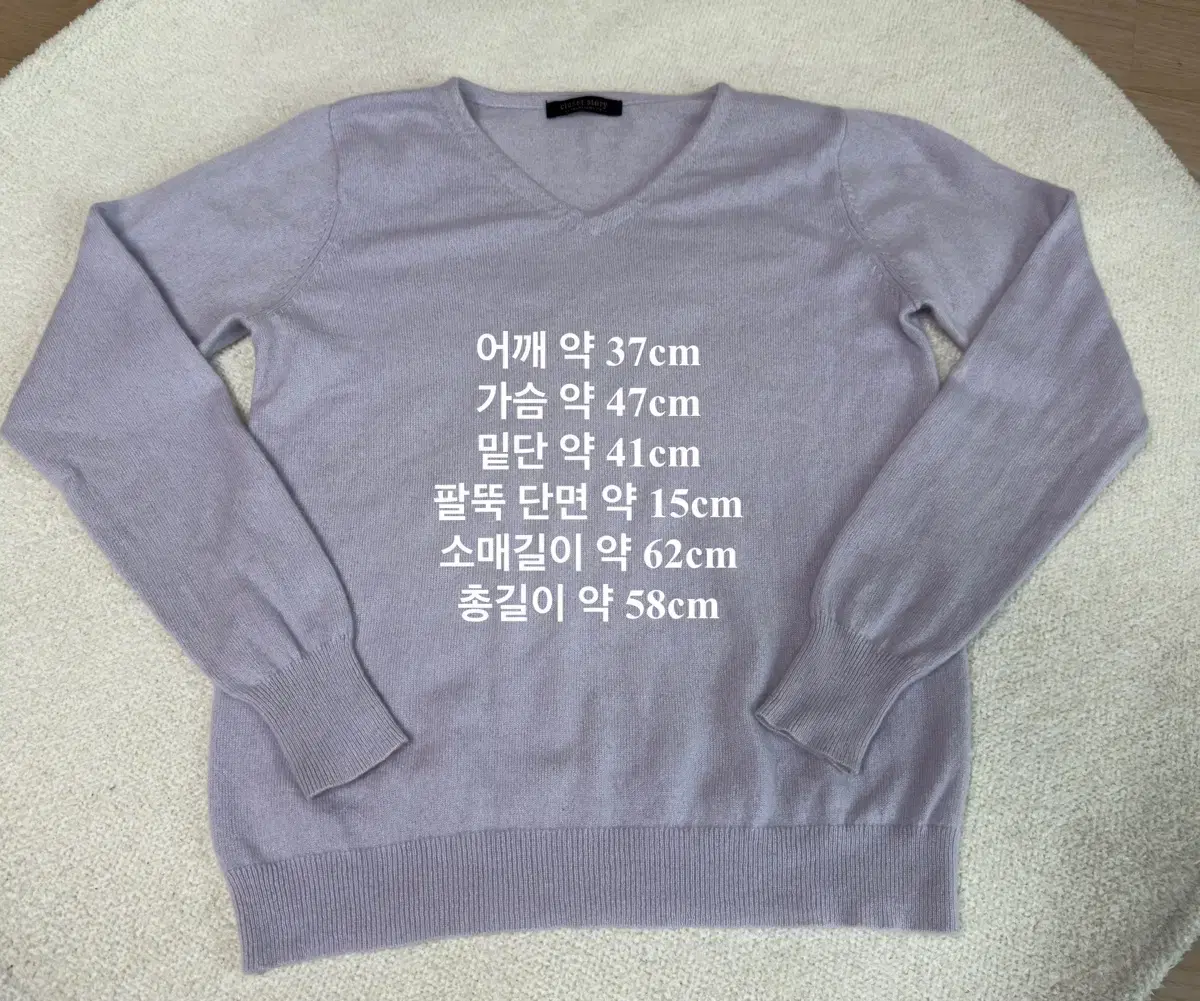 어깨 약 37cm
가슴 약 47cm
밑단 약 41cm
팔뚝 단면 약 15cm
소매길이 약 62cm
총길이 약 58cm